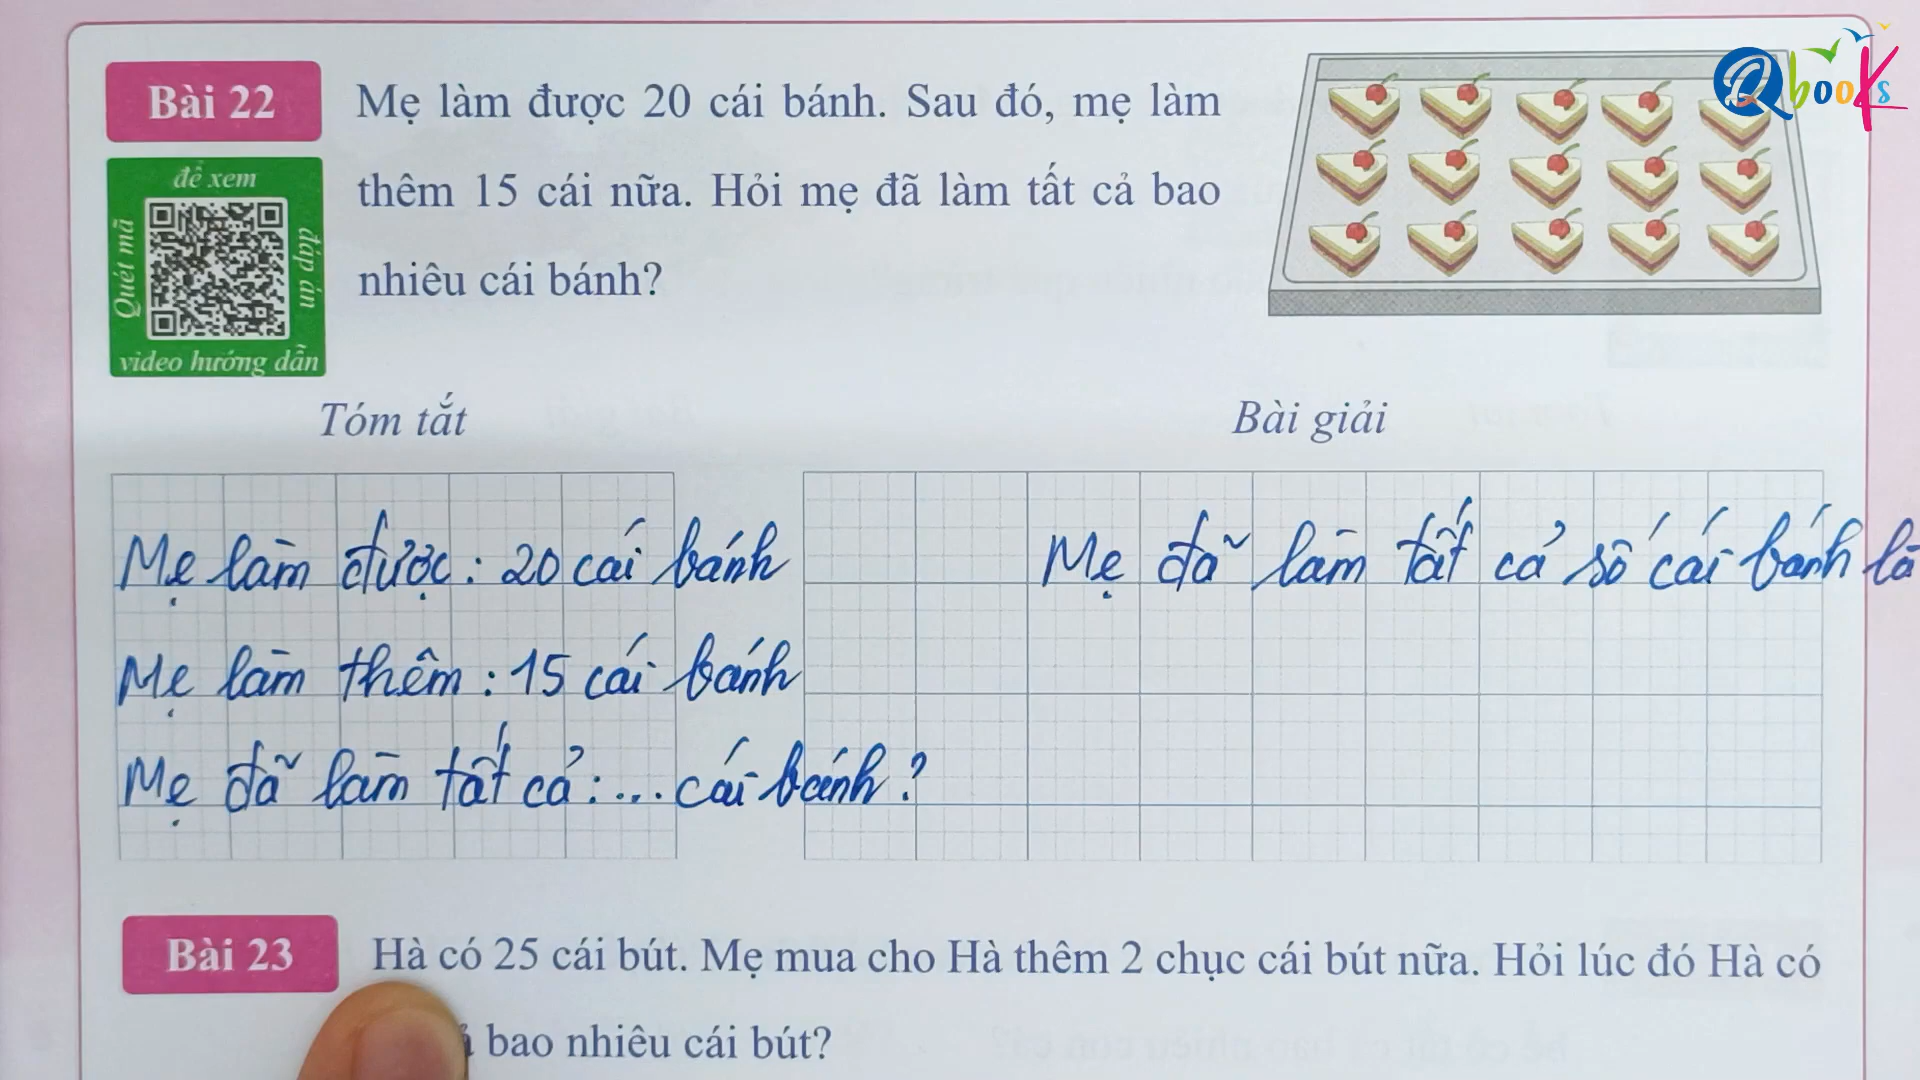 Qbooks
Bài 22
Mẹ làm được 20 cái bánh. Sau đó, mẹ làm
thêm 15 cái nữa. Hỏi mẹ đã làm tất cả bao
nhiêu cái bánh?
để xem
Quét mã
đáp án
video hướng dẫn
Tóm tắt
Mẹ làm được: 20 cái bánh
Mẹ làm thêm: 15 cái bánh
Mẹ đã làm tất cả: ... cái bánh?
Bài giải
Mẹ đã làm tất cả số cái bánh là
Bài 23
Hà có 25 cái bút. Mẹ mua cho Hà thêm 2 chục cái bút nữa. Hỏi lúc đó Hà có
bao nhiêu cái bút?